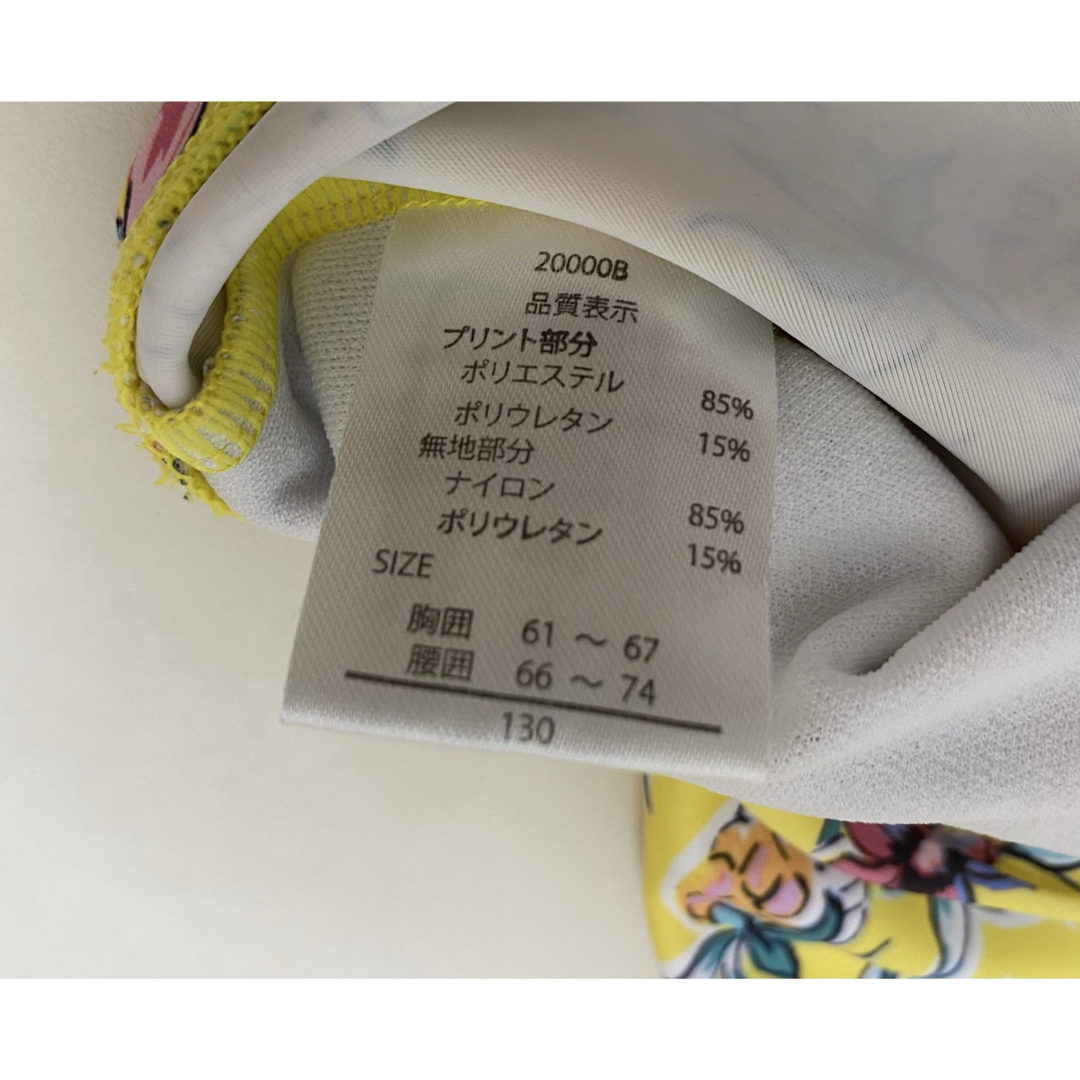 20000B
品質表示
プリント部分
ポリエステル 85%
ポリウレタン 15%
無地部分
ナイロン 85%
ポリウレタン 15%
SIZE
胸囲 61 ～ 67
腰囲 66 ～ 74
130